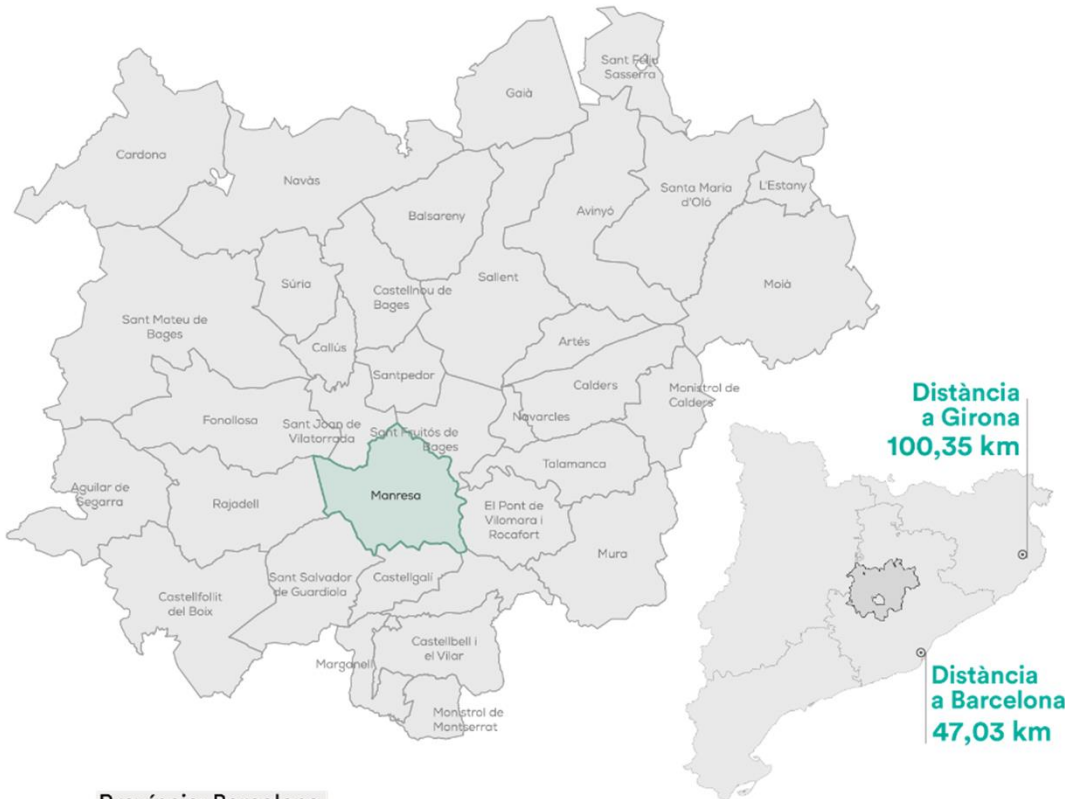 Sant Feliu
Sasserra
Gaià
Cardona
Navàs
L'Estany
Santa Maria
d'Oló
Avinyó
Balsareny
Sallent
Súria
Moià
Castellnou de
Bages
Sant Mateu de
Bages
Callús
Artés
Santpedor
Calders
Monistrol de
Calders
Navarcles
Fonollosa
Sant Joan de
Vilatorrada
Sant Fruitós de
Bages
Talamanca
Aguilar de
Segarra
Rajadell
Manresa
El Pont de
Vilomara i
Rocafort
Mura
Sant Salvador
de Guardiola
Castellgalí
Castellfollit
del Boix
Castellbell i
el Vilar
Marganell
Monistrol de
Montserrat
Distància
a Girona
100,35 km
Distància
a Barcelona
47,03 km